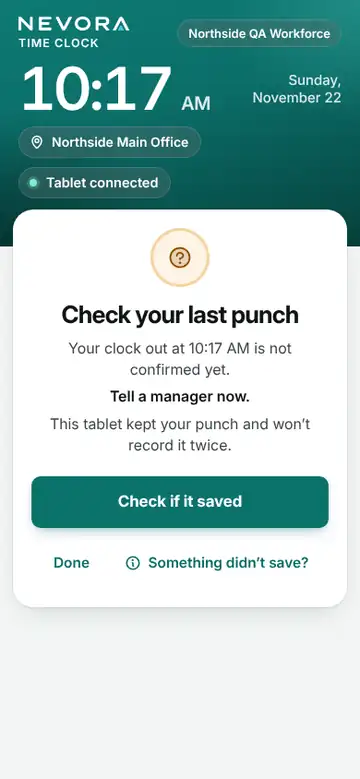 NEVORA
TIME CLOCK
Northside QA Workforce
10:17 AM
Sunday,
November 22
Northside Main Office
Tablet connected
Check your last punch
Your clock out at 10:17 AM is not
confirmed yet.
Tell a manager now.
This tablet kept your punch and won’t
record it twice.
Check if it saved
Done
Something didn’t save?